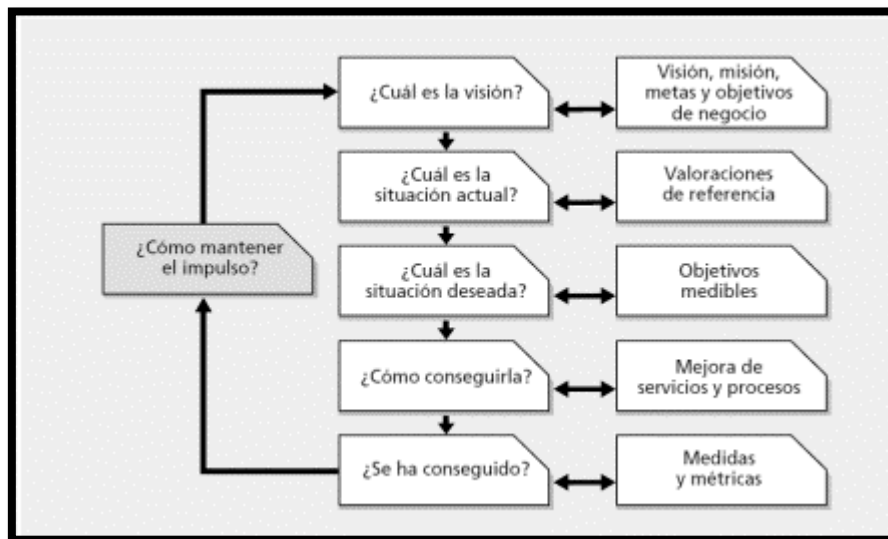 ¿Cuál es la visión?
Visión, misión,
metas y objetivos
de negocio
¿Cuál es la
situación actual?
Valoraciones
de referencia
¿Cómo mantener
el impulso?
¿Cuál es la
situación deseada?
Objetivos
medibles
¿Cómo conseguirla?
Mejora de
servicios y procesos
¿Se ha conseguido?
Medidas
y métricas